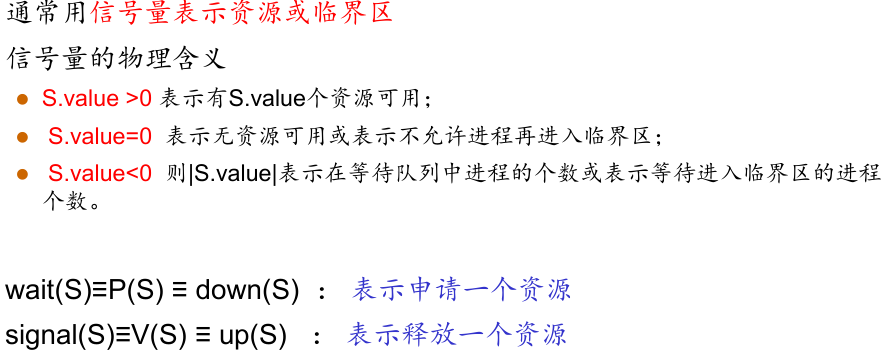 通常用信号量表示资源或临界区
信号量的物理含义
● S.value >0 表示有S.value个资源可用；
● S.value=0 表示无资源可用或表示不允许进程再进入临界区；
● S.value<0 则|S.value|表示在等待队列中进程的个数或表示等待进入临界区的进程
个数。
wait(S)≡P(S) ≡ down(S) ： 表示申请一个资源
signal(S)≡V(S) ≡ up(S) ： 表示释放一个资源